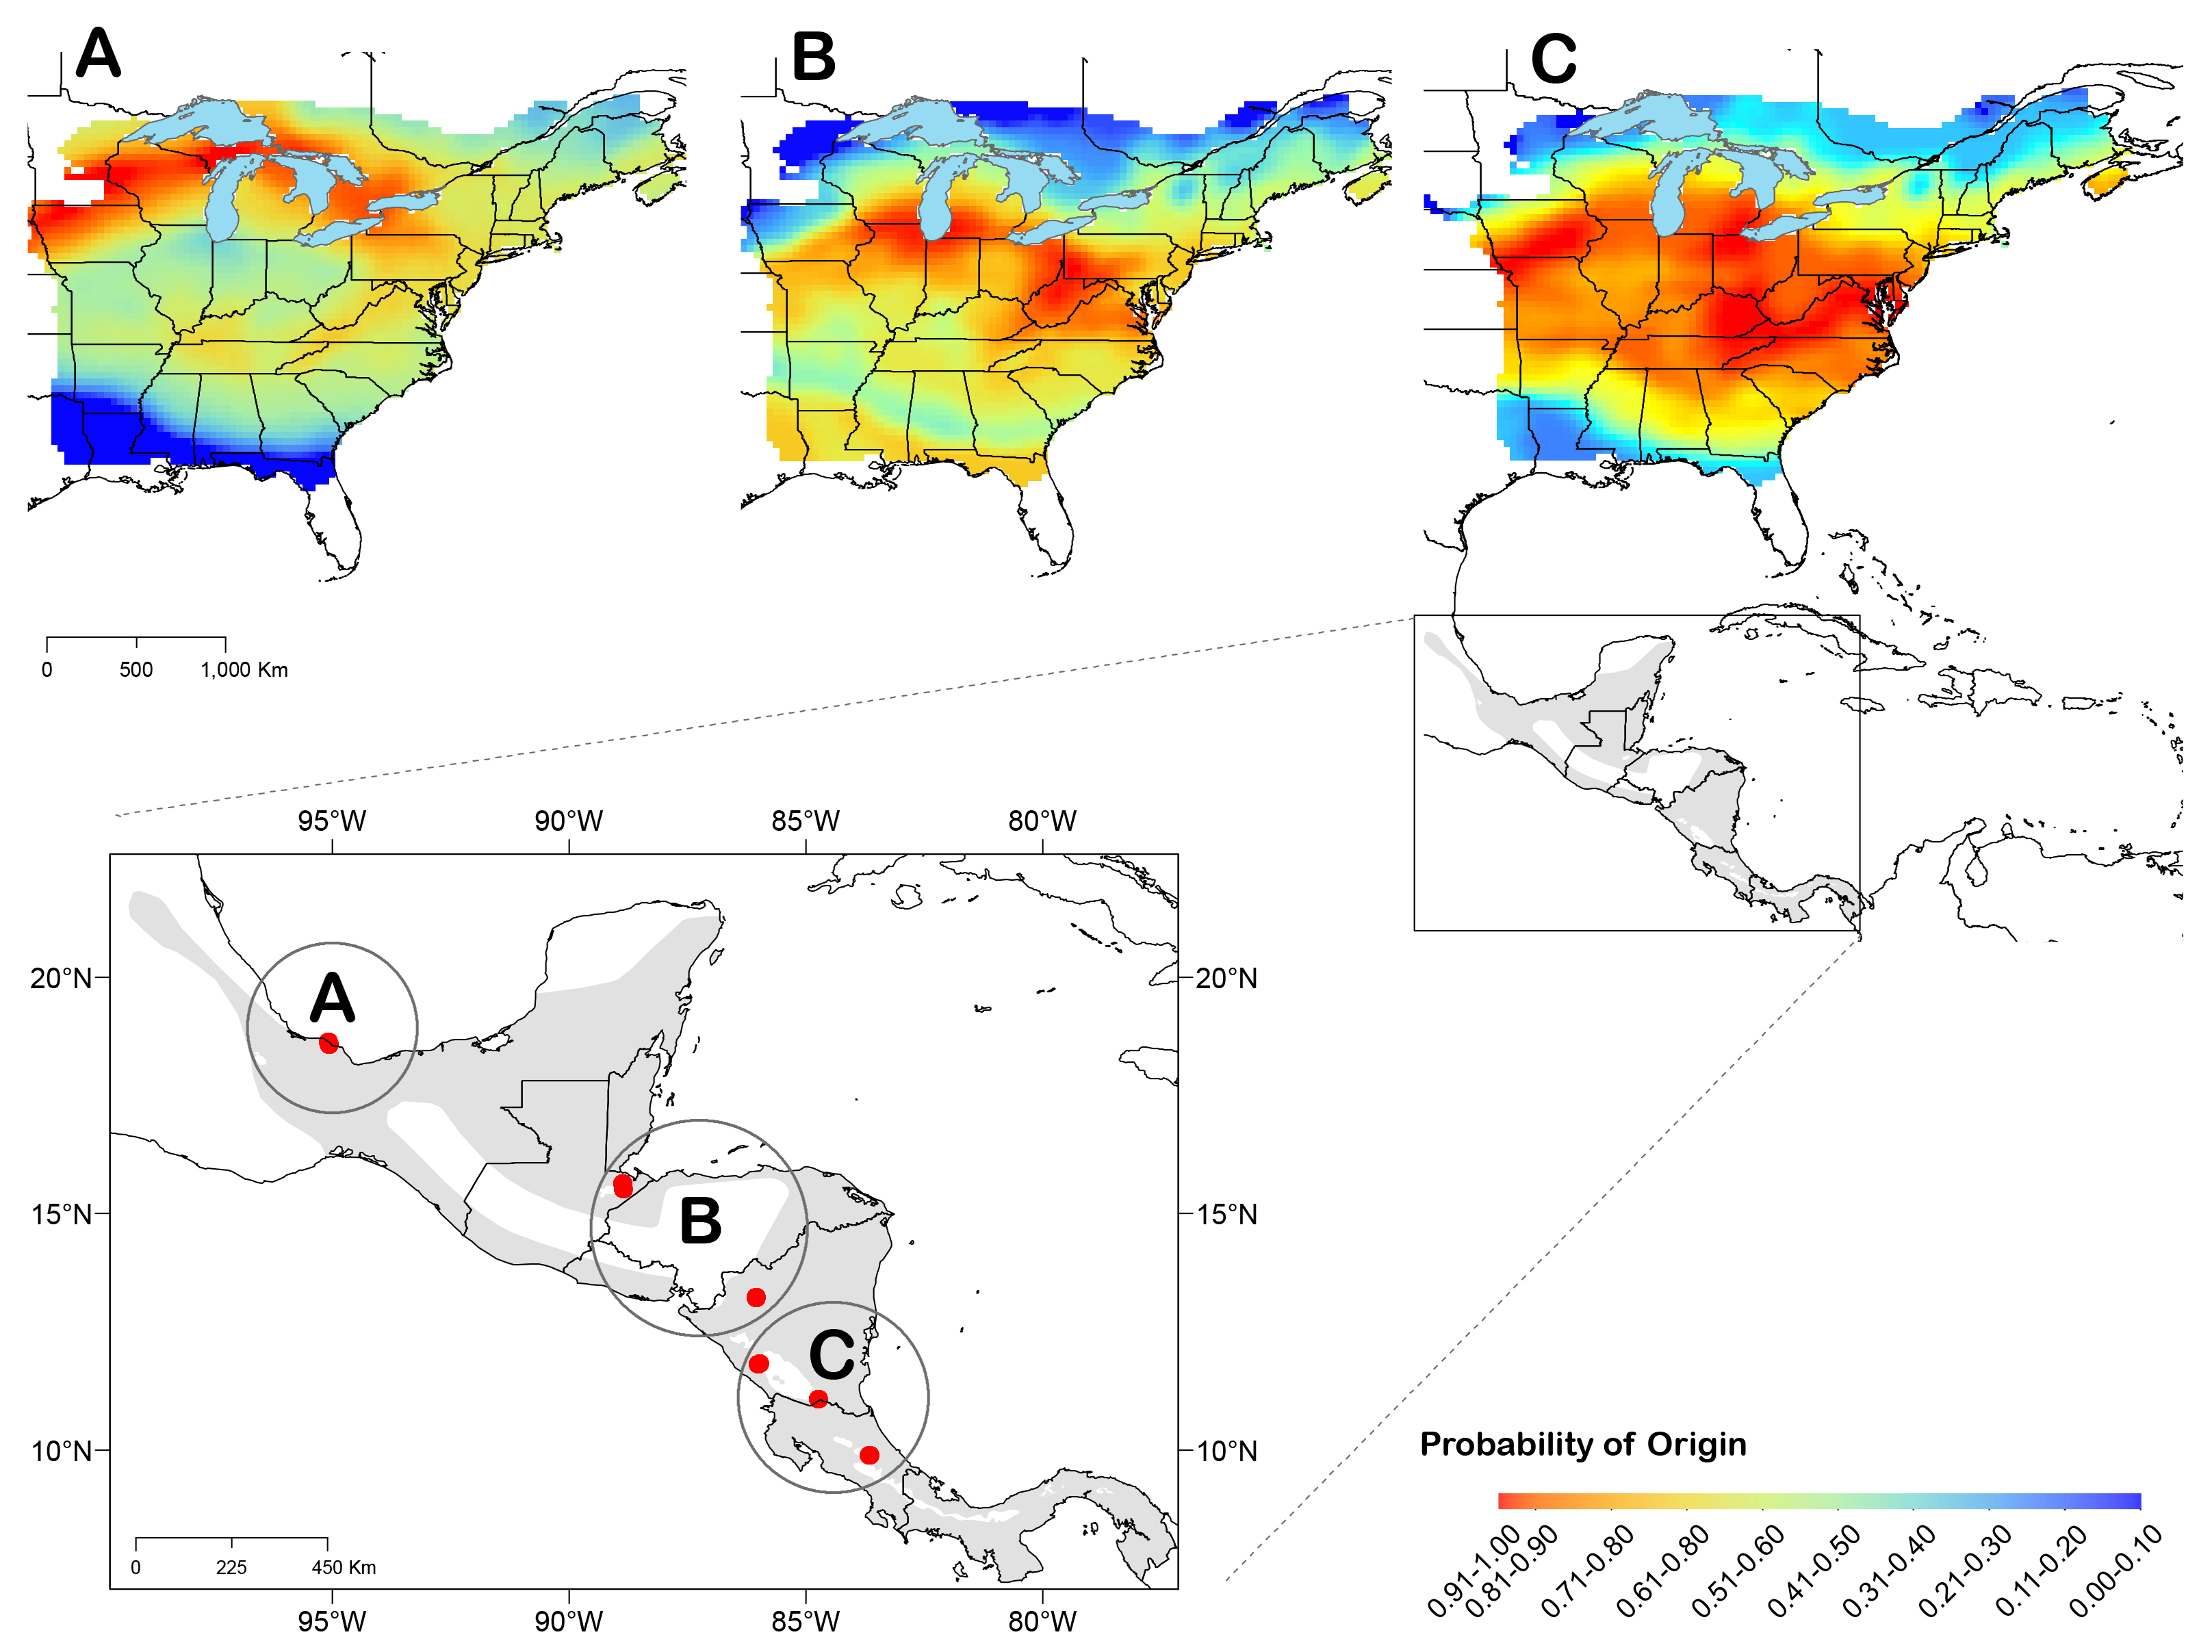 A
B
C
0 500 1,000 Km
95°W 90°W 85°W 80°W
20°N 20°N
A
15°N 15°N
B
C
10°N 10°N
0 225 450 Km
95°W 90°W 85°W 80°W
Probability of Origin
0.91-1.00
0.81-0.90
0.71-0.80
0.61-0.80
0.51-0.60
0.41-0.50
0.31-0.40
0.21-0.30
0.11-0.20
0.00-0.10